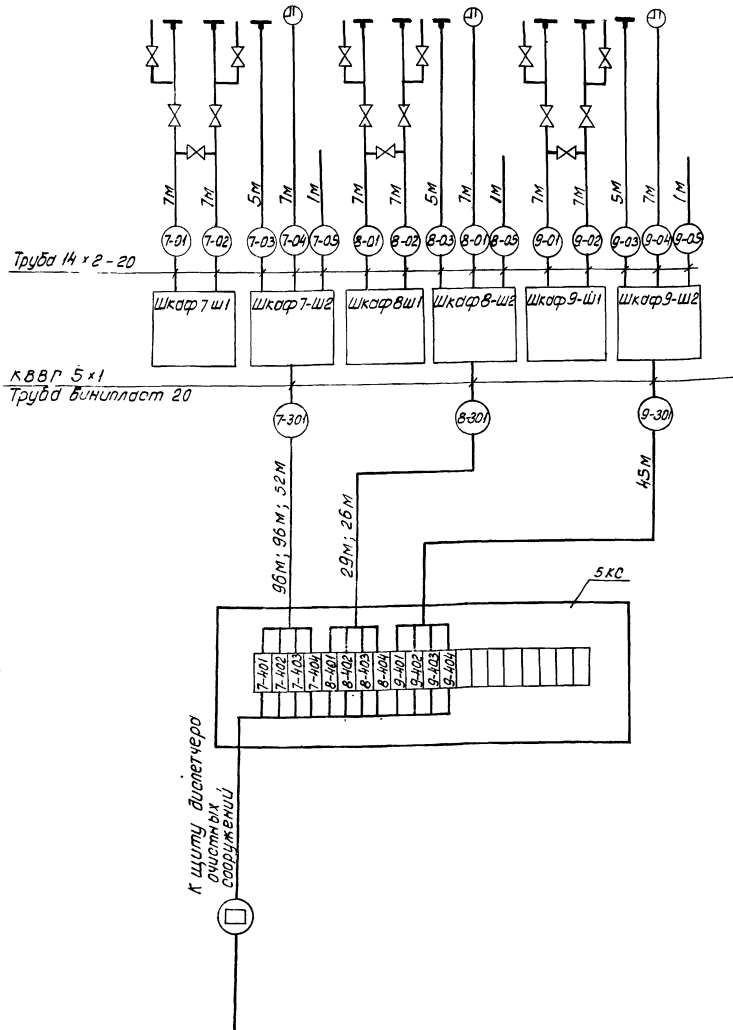 7М 7М 5М 7М 1М 7М 7М 5М 7М 1М 7М 7М 5М 7М 1М
7-01 7-02 7-03 7-04 7-05 8-01 8-02 8-03 8-01 8-05 9-01 9-02 9-03 9-04 9-05
Труба 14 × 2-20
Шкаф 7 Ш1 Шкаф 7-Ш2 Шкаф 8Ш1 Шкаф 8-Ш2 Шкаф 9-Ш1 Шкаф 9-Ш2
КВВГ 5×1
Труба винипласт 20
7-301 8-301 9-301
96М; 96М; 52М
29М; 26М
43М
5КС
7-401 7-402 7-403 7-404 8-401 8-402 8-403 8-404 9-401 9-402 9-403 9-404
К щиту диспетчера
очистных
сооружений